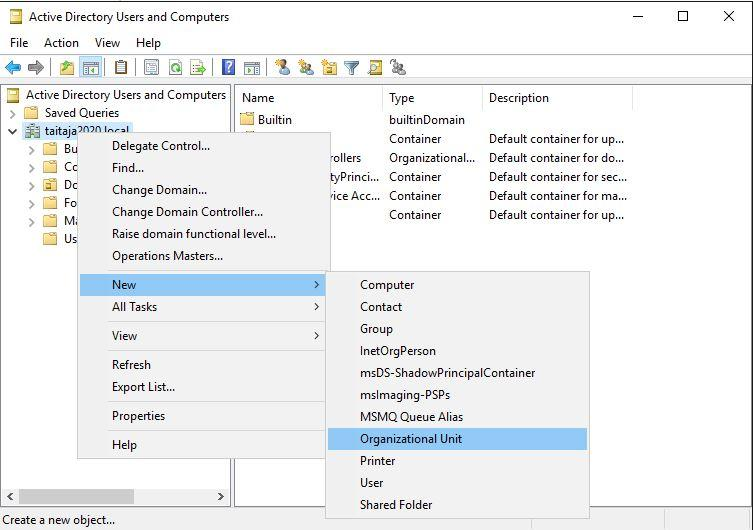 Active Directory Users and Computers
File Action View Help
Active Directory Users and Computers
Saved Queries
taitaja2020.local
Bu
Co
Do
Fo
Ma
Us
Name Type Description
Builtin builtinDomain
Container Default container for up...
rollers Organizational... Default container for do...
tyPrinci... Container Default container for sec...
vice Acc... Container Default container for ma...
Container Default container for up...
Delegate Control...
Find...
Change Domain...
Change Domain Controller...
Raise domain functional level...
Operations Masters...
New
All Tasks
View
Refresh
Export List...
Properties
Help
Computer
Contact
Group
InetOrgPerson
msDS-ShadowPrincipalContainer
msImaging-PSPs
MSMQ Queue Alias
Organizational Unit
Printer
User
Shared Folder
Create a new object...